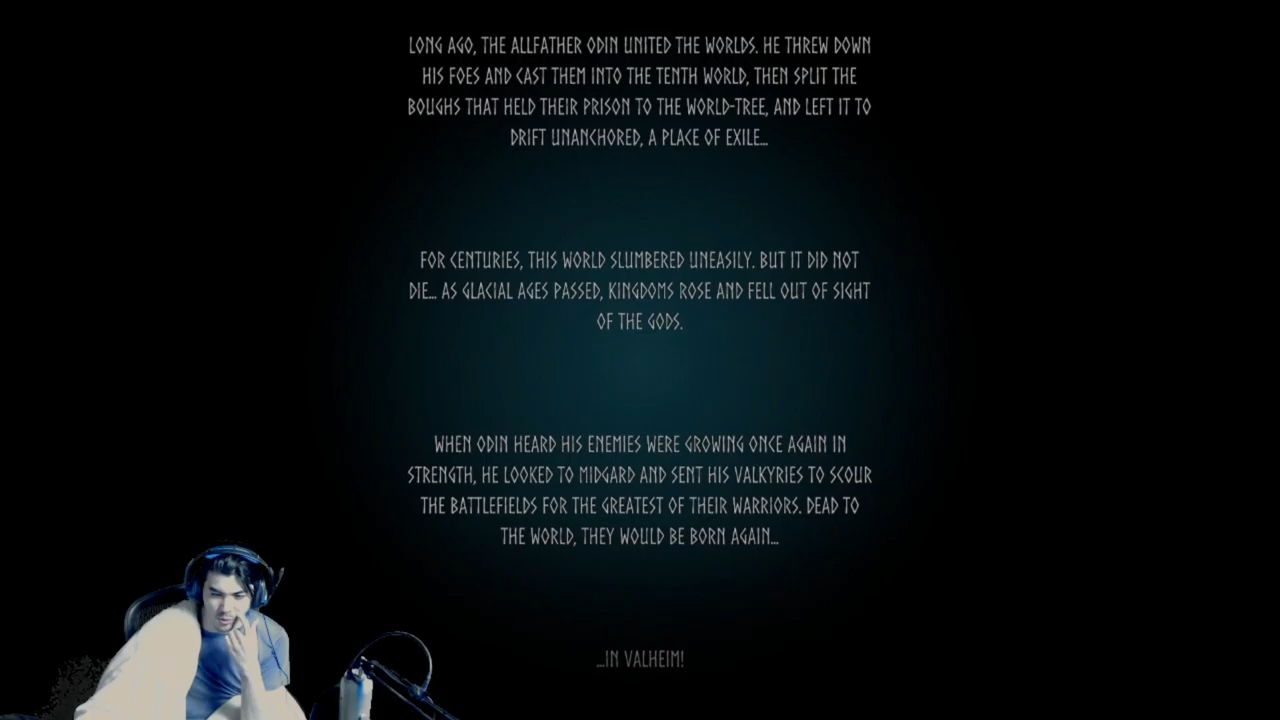 LONG AGO, THE ALLFATHER ODIN UNITED THE WORLDS. HE THREW DOWN
HIS FOES AND CAST THEM INTO THE TENTH WORLD, THEN SPLIT THE
BOUGHS THAT HELD THEIR PRISON TO THE WORLD-TREE, AND LEFT IT TO
DRIFT UNANCHORED, A PLACE OF EXILE...
FOR CENTURIES, THIS WORLD SLUMBERED UNEASILY. BUT IT DID NOT
DIE... AS GLACIAL AGES PASSED, KINGDOMS ROSE AND FELL OUT OF SIGHT
OF THE GODS.
WHEN ODIN HEARD HIS ENEMIES WERE GROWING ONCE AGAIN IN
STRENGTH, HE LOOKED TO MIDGARD AND SENT HIS VALKYRIES TO SCOUR
THE BATTLEFIELDS FOR THE GREATEST OF THEIR WARRIORS. DEAD TO
THE WORLD, THEY WOULD BE BORN AGAIN...
...IN VALHEIM!